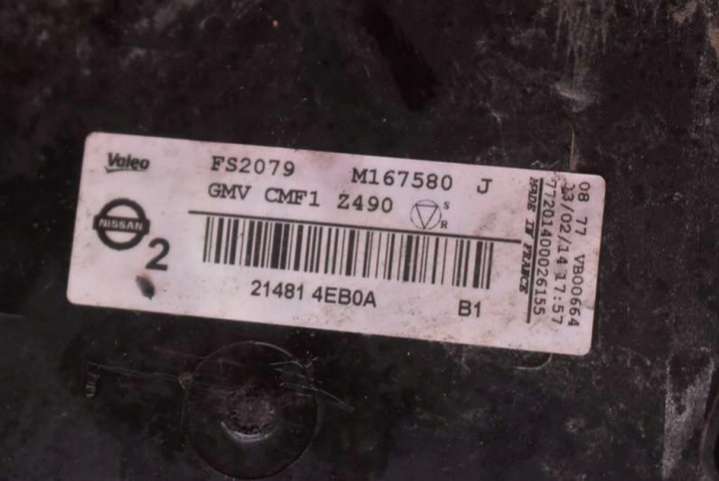 Valeo FS2079 M167580 J
GMV CMF1 Z490 S R
NISSAN
2
21481 4EB0A B1
MADE IN FRANCE
77201400026155
13/02/14 17:57
08 77 VB00664